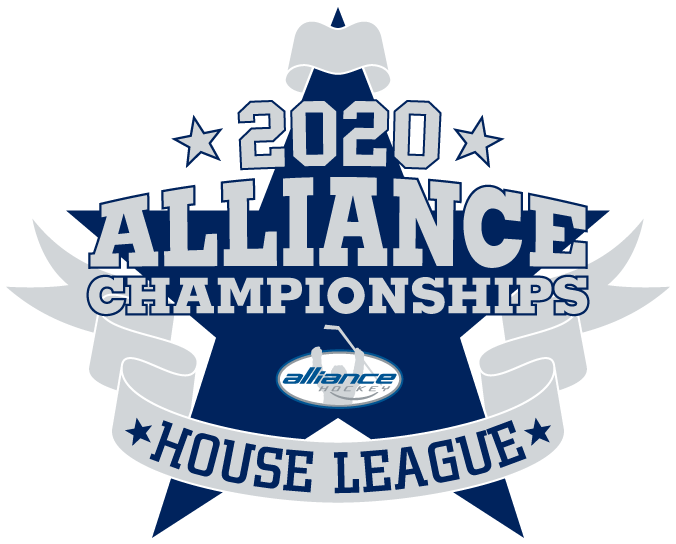 2020
ALLIANCE
CHAMPIONSHIPS
alliance
HOCKEY
HOUSE LEAGUE